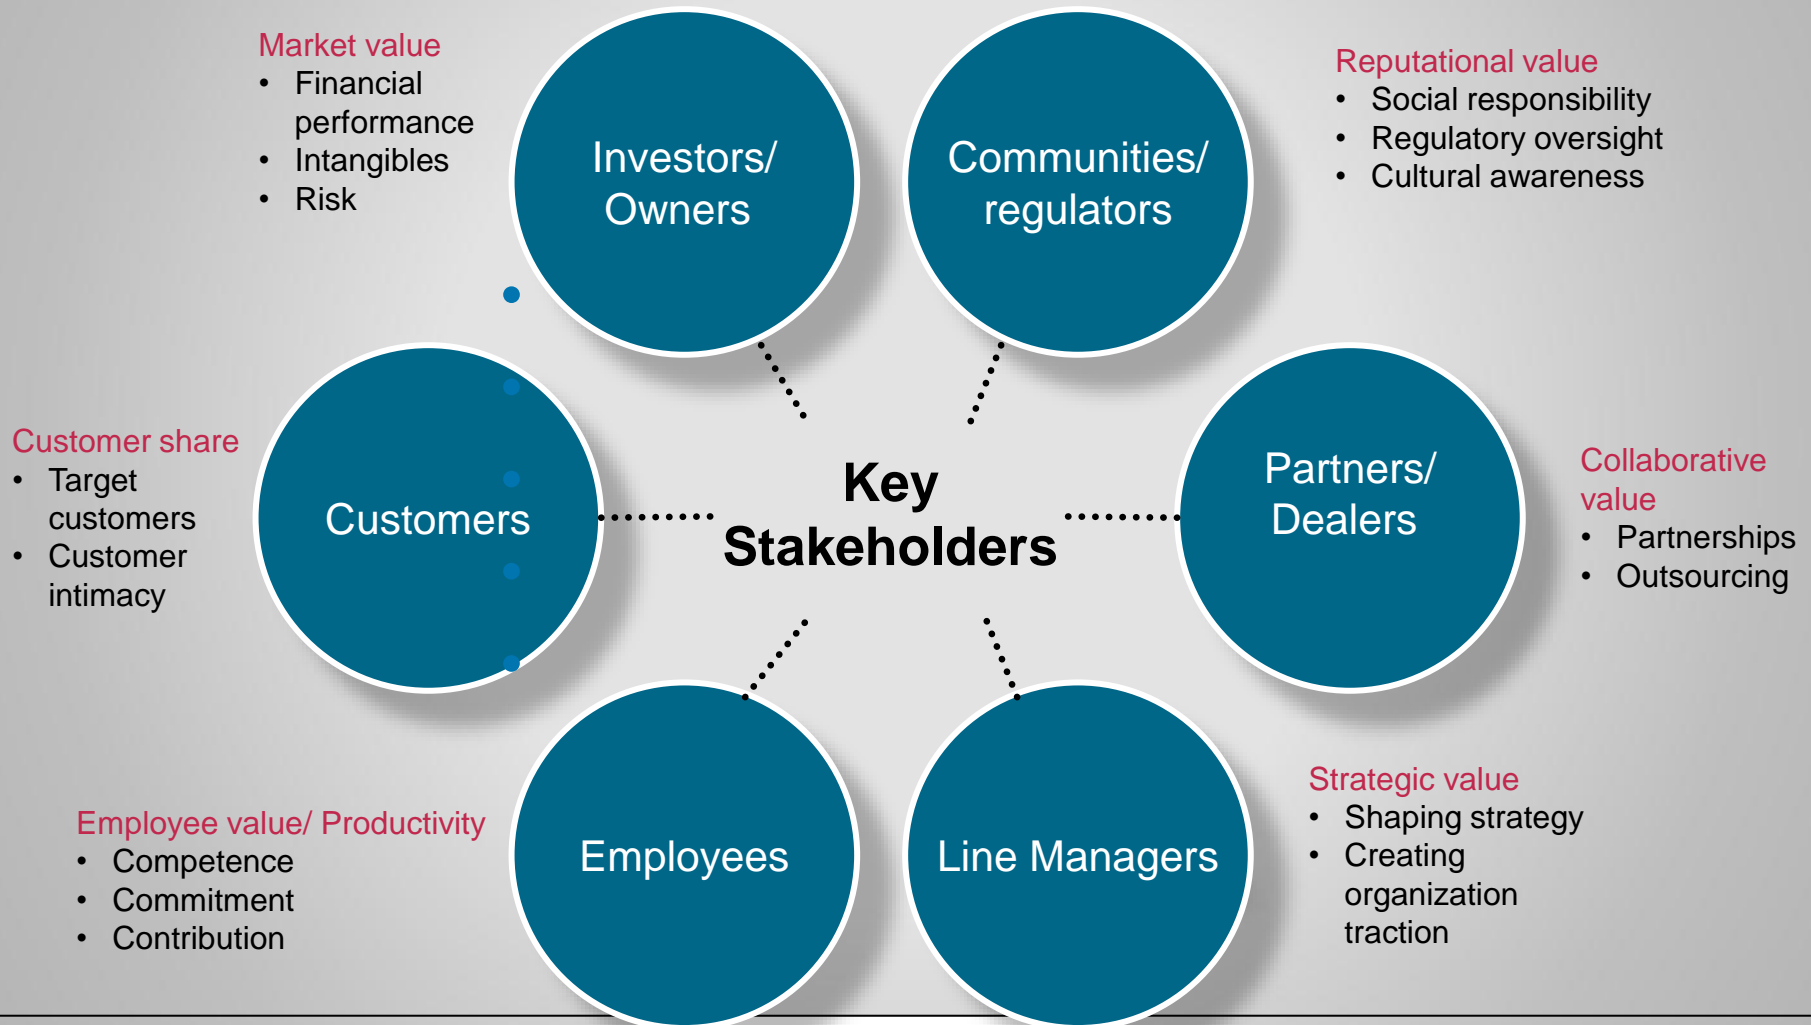 Market value
• Financial
performance
• Intangibles
• Risk
Investors/
Owners
Communities/
regulators
Reputational value
• Social responsibility
• Regulatory oversight
• Cultural awareness
Customer share
• Target
customers
• Customer
intimacy
Customers
Key
Stakeholders
Partners/
Dealers
Collaborative
value
• Partnerships
• Outsourcing
Employee value/ Productivity
• Competence
• Commitment
• Contribution
Employees
Line Managers
Strategic value
• Shaping strategy
• Creating
organization
traction